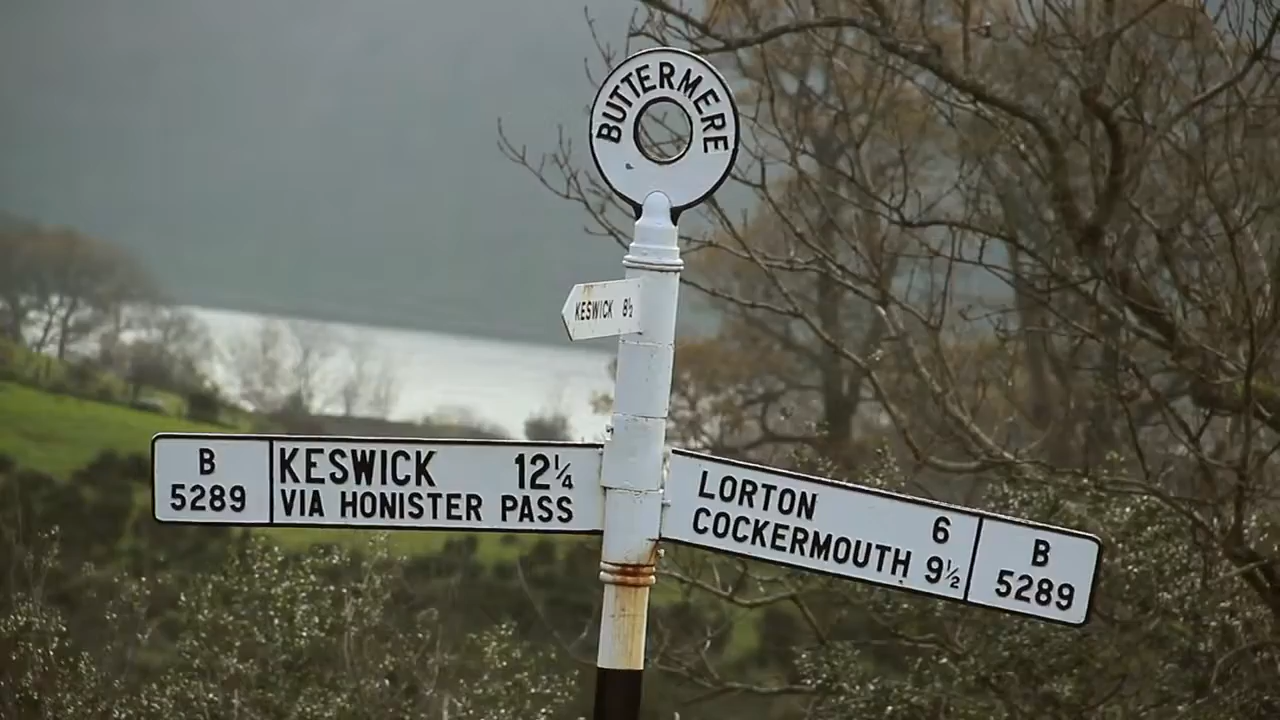 BUTTERMERE
KESWICK 8½
B
5289
KESWICK 12¼
VIA HONISTER PASS
LORTON 6
COCKERMOUTH 9½
B
5289